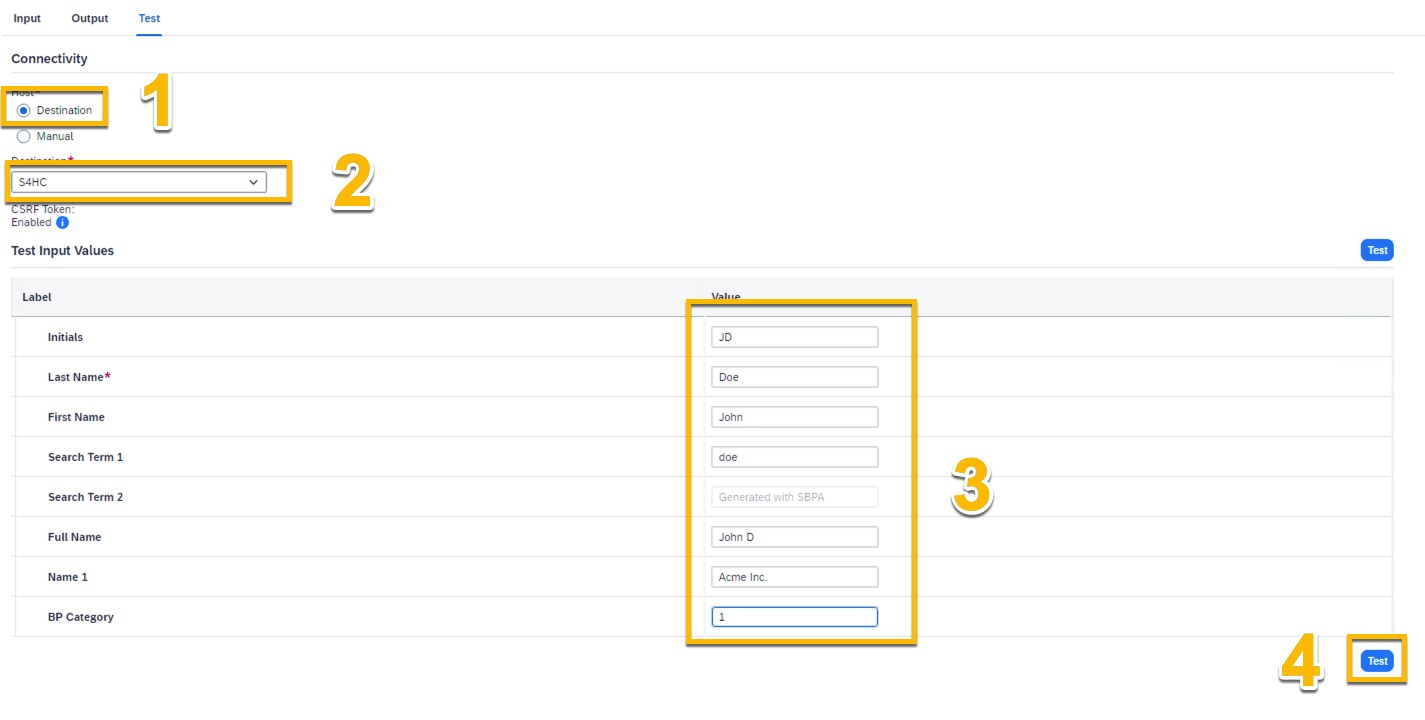 Input Output Test
Connectivity
Host*
1
Destination
Manual
Destination*
2
S4HC
CSRF Token:
Enabled
Test Input Values Test
Label Value
Initials JD
Last Name* Doe
First Name John
Search Term 1 doe
3
Search Term 2 Generated with SBPA
Full Name John D
Name 1 Acme Inc.
BP Category 1
4 Test